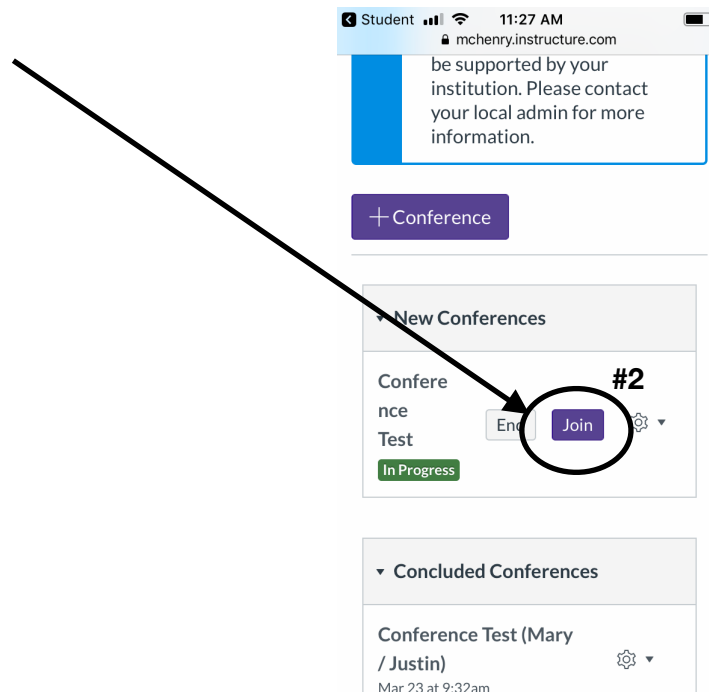 Student 11:27 AM
mchenry.instructure.com
be supported by your
institution. Please contact
your local admin for more
information.
+Conference
New Conferences
#2
Confere
nce
Test
End Join
In Progress
Concluded Conferences
Conference Test (Mary
/ Justin)
Mar 23 at 9:32am